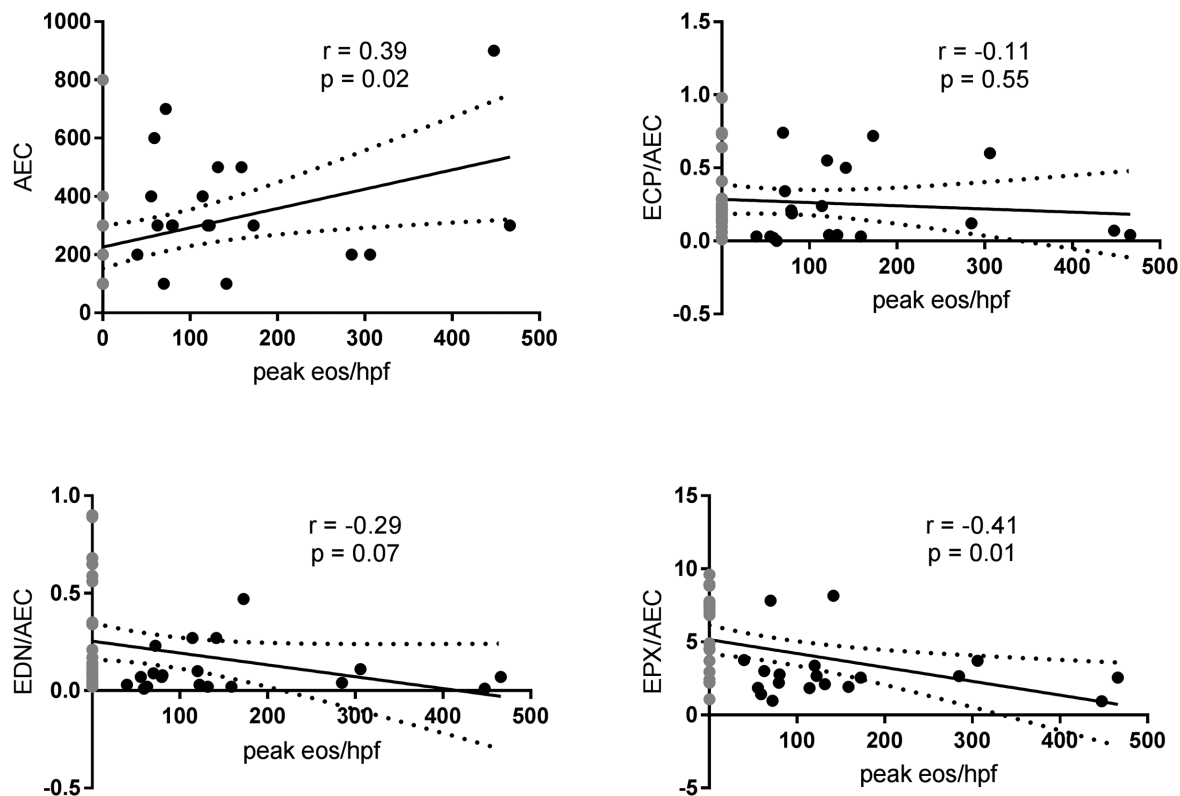 1000
800
600
400
200
0
AEC
r = 0.39
p = 0.02
0
100
200
300
400
500
peak eos/hpf
1.5
1.0
0.5
0.0
-0.5
ECP/AEC
r = -0.11
p = 0.55
100
200
300
400
500
peak eos/hpf
1.0
0.5
0.0
-0.5
EDN/AEC
r = -0.29
p = 0.07
100
200
300
400
500
peak eos/hpf
15
10
5
0
-5
EPX/AEC
r = -0.41
p = 0.01
100
200
300
400
500
peak eos/hpf